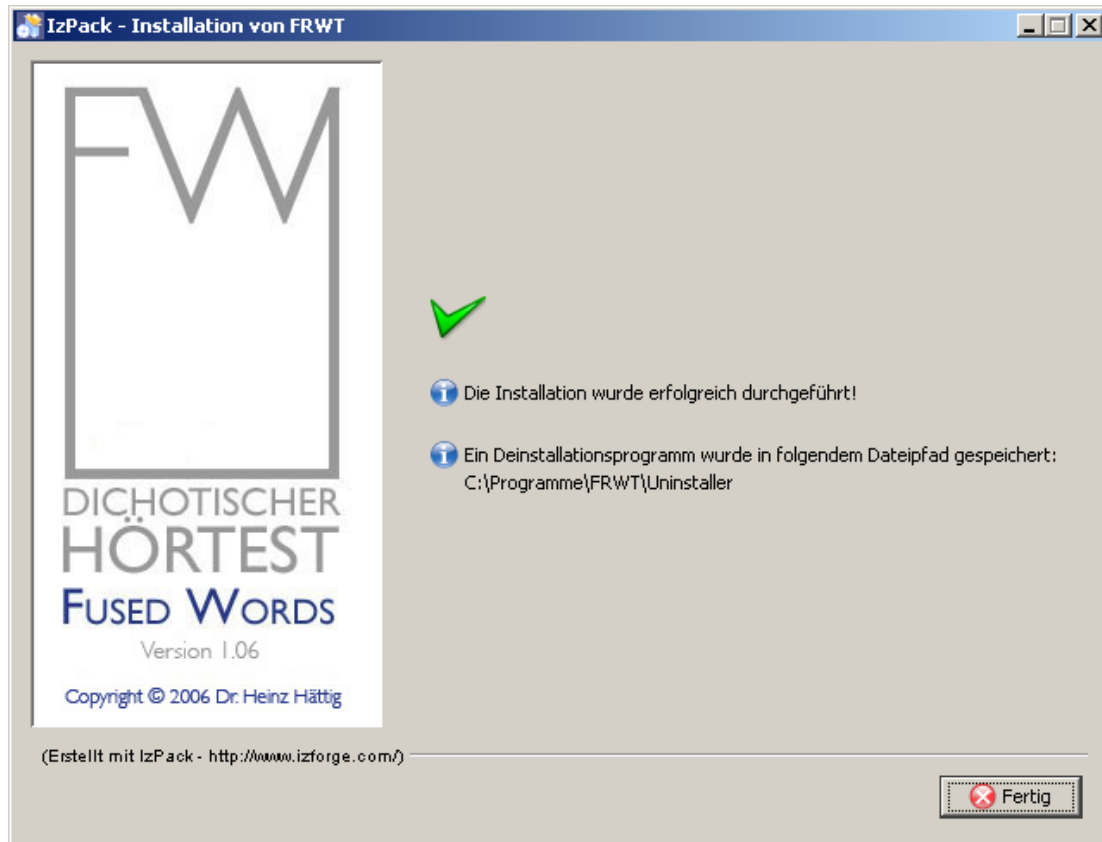 IzPack - Installation von FRWT
FW
DICHOTISCHER
HÖRTEST
FUSED WORDS
Version 1.06
Copyright © 2006 Dr. Heinz Hättig
Die Installation wurde erfolgreich durchgeführt!
Ein Deinstallationsprogramm wurde in folgendem Dateipfad gespeichert:
C:\Programme\FRWT\Uninstaller
(Erstellt mit IzPack - http://www.izforge.com/)
Fertig